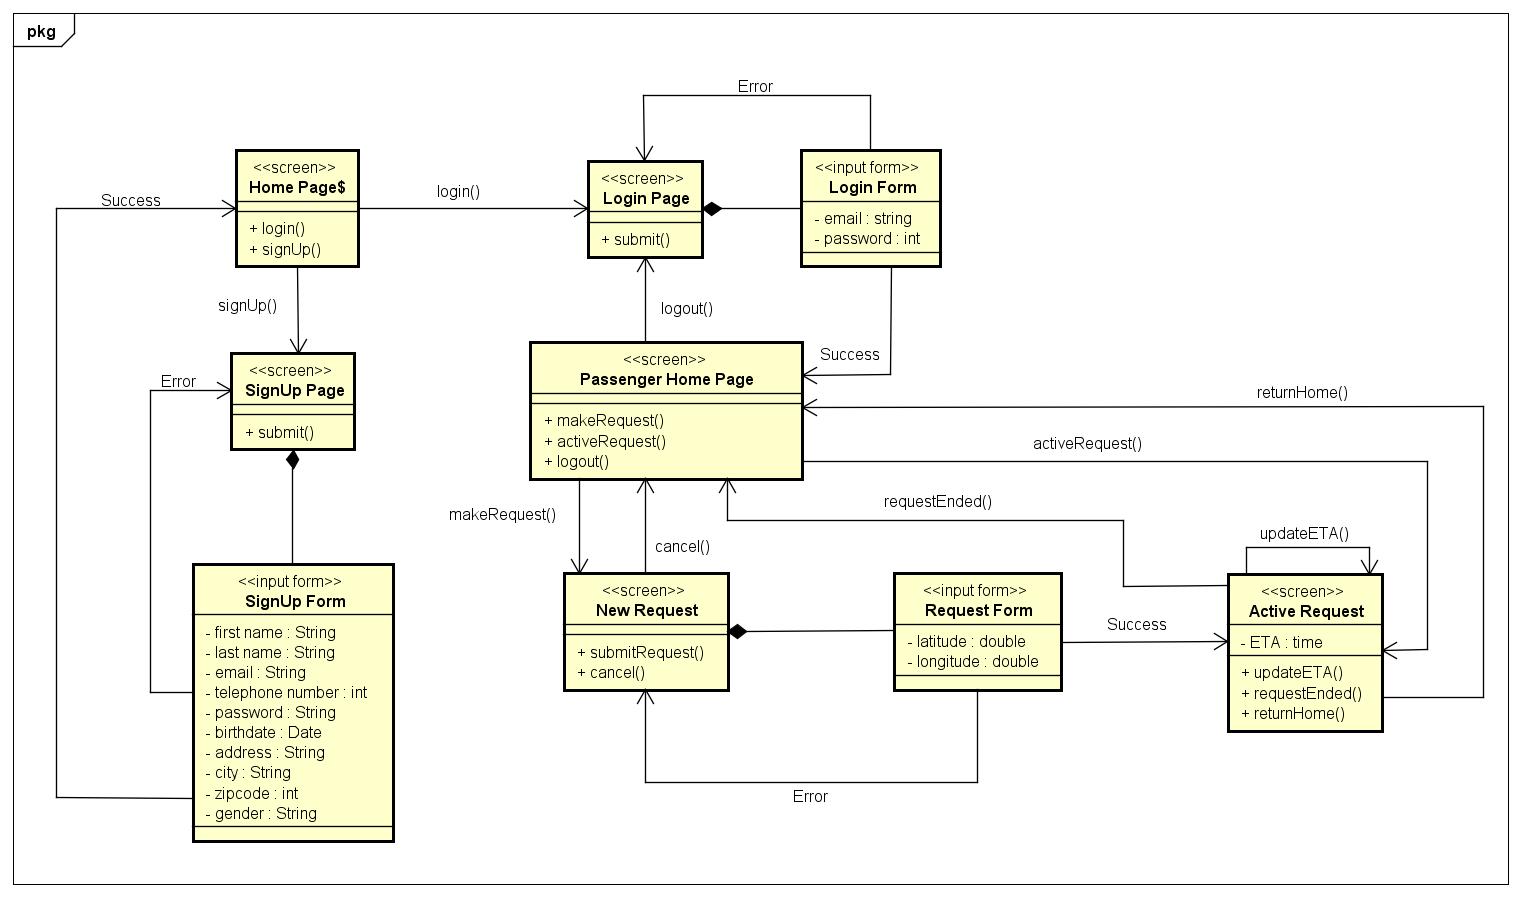 pkg
Error
<<screen>>
Home Page$
+ login()
+ signUp()
Success
login()
<<screen>>
Login Page
+ submit()
<<input form>>
Login Form
- email : string
- password : int
signUp()
logout()
Success
<<screen>>
SignUp Page
+ submit()
Error
<<screen>>
Passenger Home Page
+ makeRequest()
+ activeRequest()
+ logout()
returnHome()
activeRequest()
makeRequest()
cancel()
requestEnded()
updateETA()
<<input form>>
SignUp Form
- first name : String
- last name : String
- email : String
- telephone number : int
- password : String
- birthdate : Date
- address : String
- city : String
- zipcode : int
- gender : String
<<screen>>
New Request
+ submitRequest()
+ cancel()
<<input form>>
Request Form
- latitude : double
- longitude : double
Success
<<screen>>
Active Request
- ETA : time
+ updateETA()
+ requestEnded()
+ returnHome()
Error